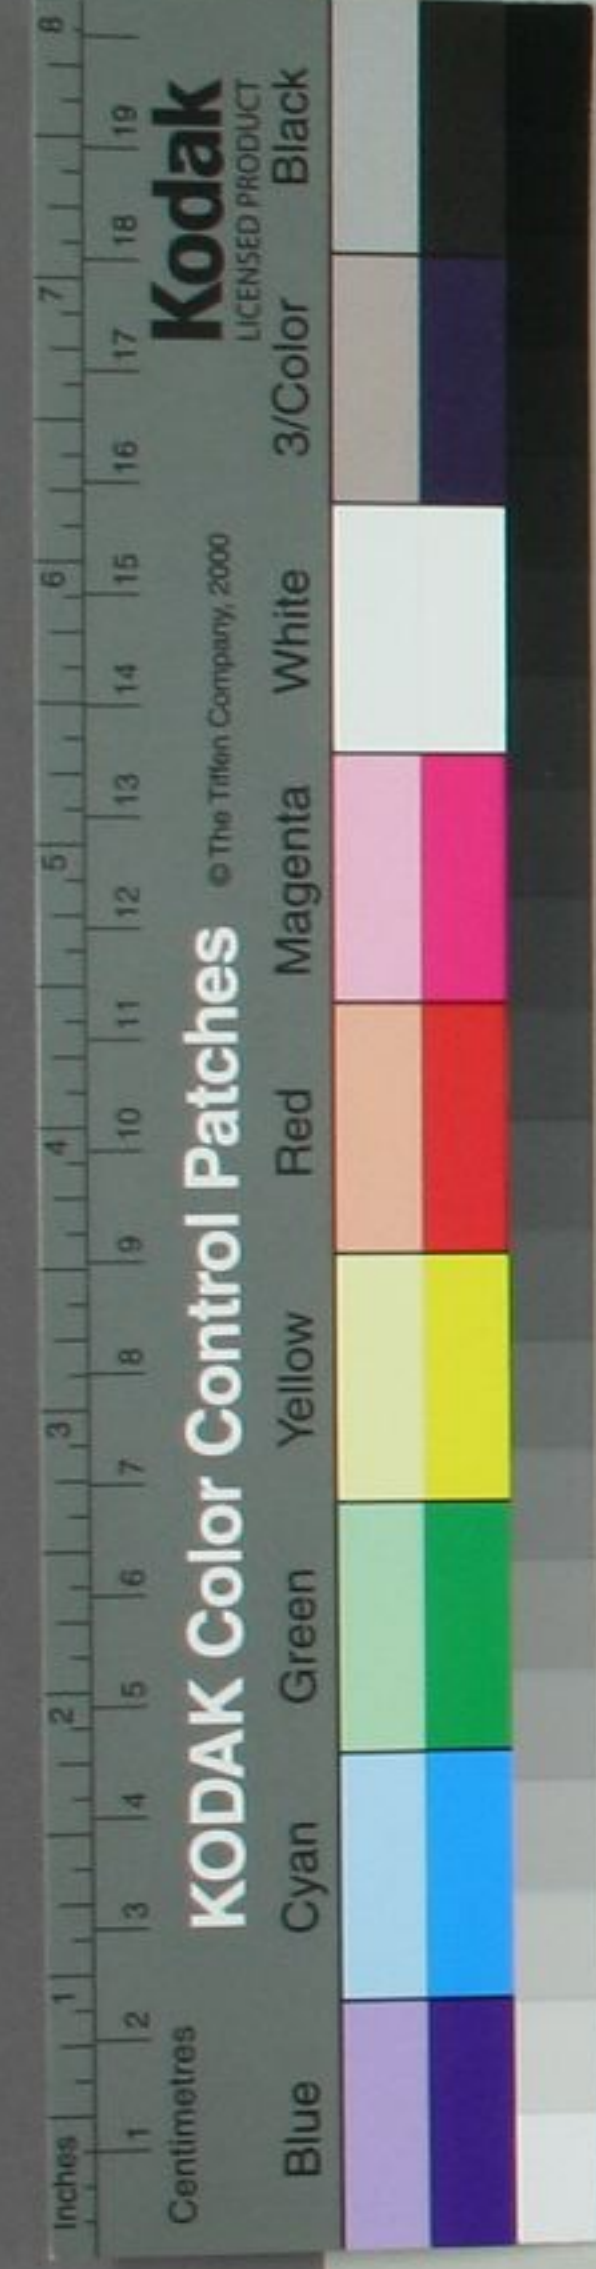 Inches 1 2 3 4 5 6 7 8
Centimetres 1 2 3 4 5 6 7 8 9 10 11 12 13 14 15 16 17 18 19
KODAK Color Control Patches © The Tiffen Company, 2000 Kodak
LICENSED PRODUCT
Blue Cyan Green Yellow Red Magenta White 3/Color Black